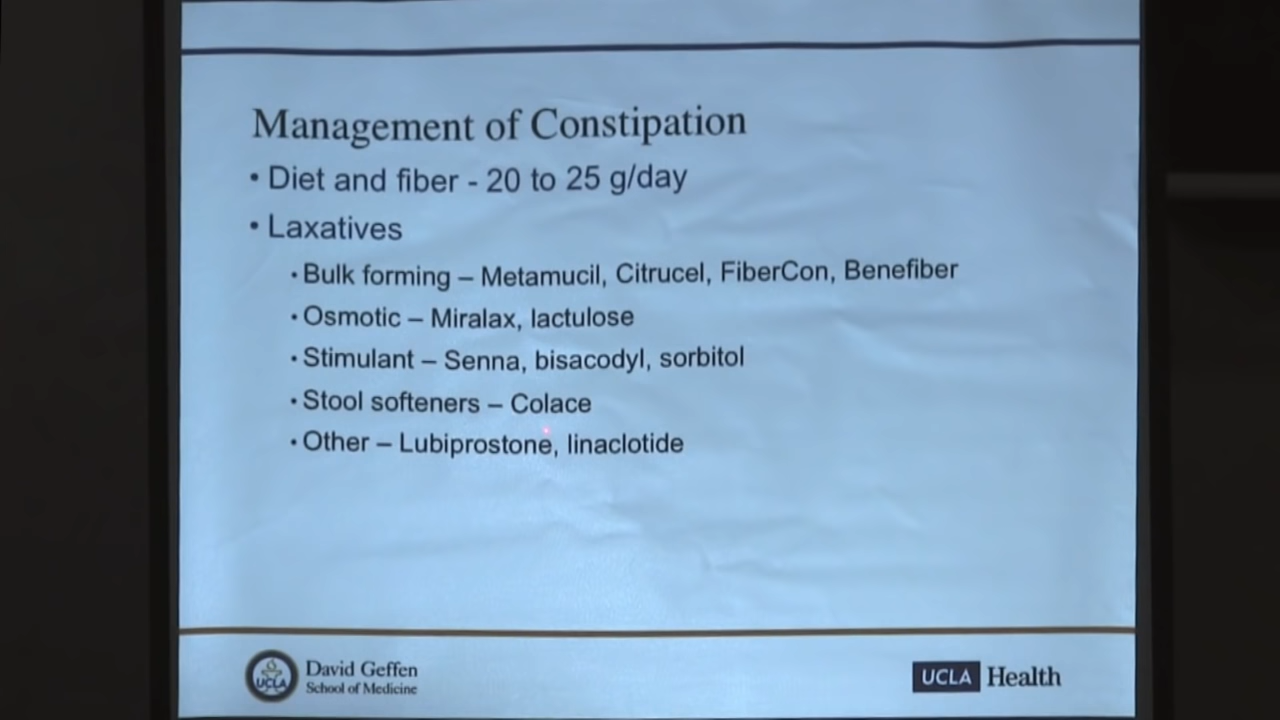 Management of Constipation
• Diet and fiber - 20 to 25 g/day
• Laxatives
• Bulk forming – Metamucil, Citrucel, FiberCon, Benefiber
• Osmotic – Miralax, lactulose
• Stimulant – Senna, bisacodyl, sorbitol
• Stool softeners – Colace
• Other – Lubiprostone, linaclotide
UCLA
David Geffen
School of Medicine
UCLA Health